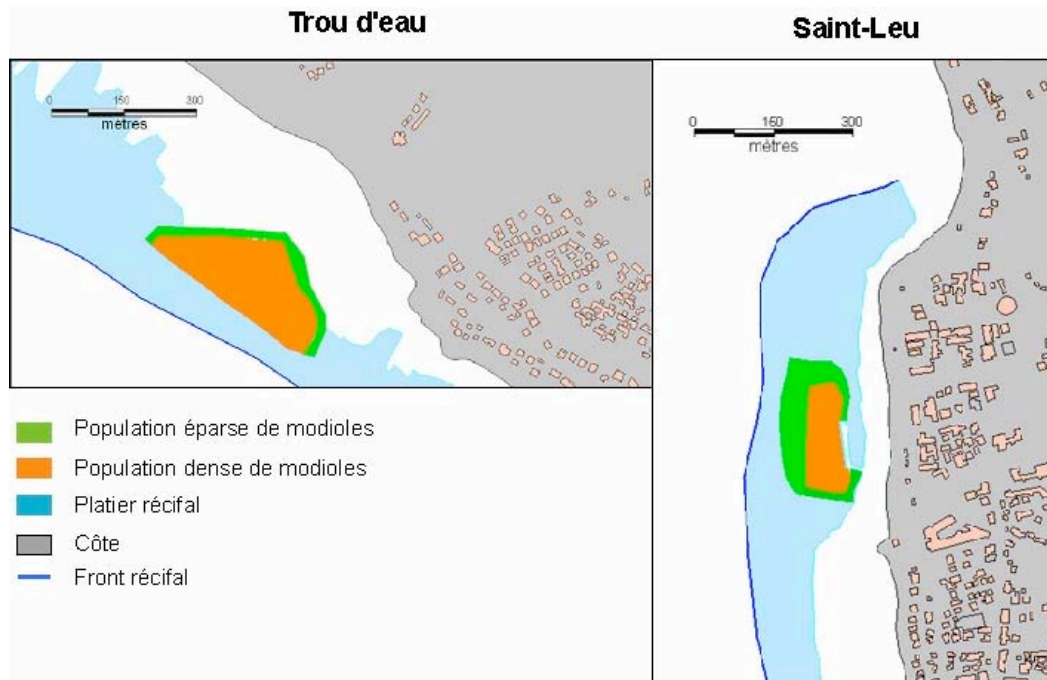 Trou d'eau
Saint-Leu
0 150 300
mètres
0 150 300
mètres
Population éparse de modioles
Population dense de modioles
Platier récifal
Côte
Front récifal